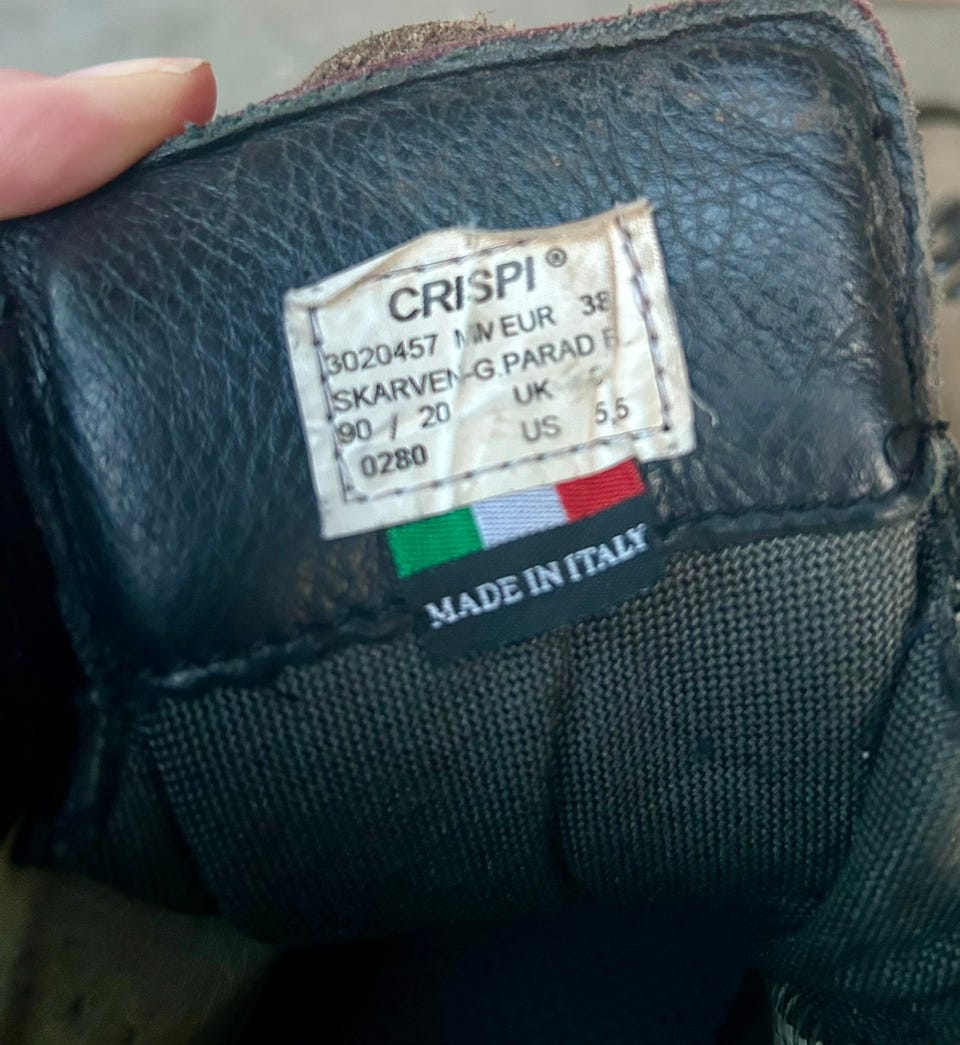 CRISPI ®
3020457 EUR 38
SKARVEN-G.PARAD
90 / 20 UK
0280 US 5,5
MADE IN ITALY